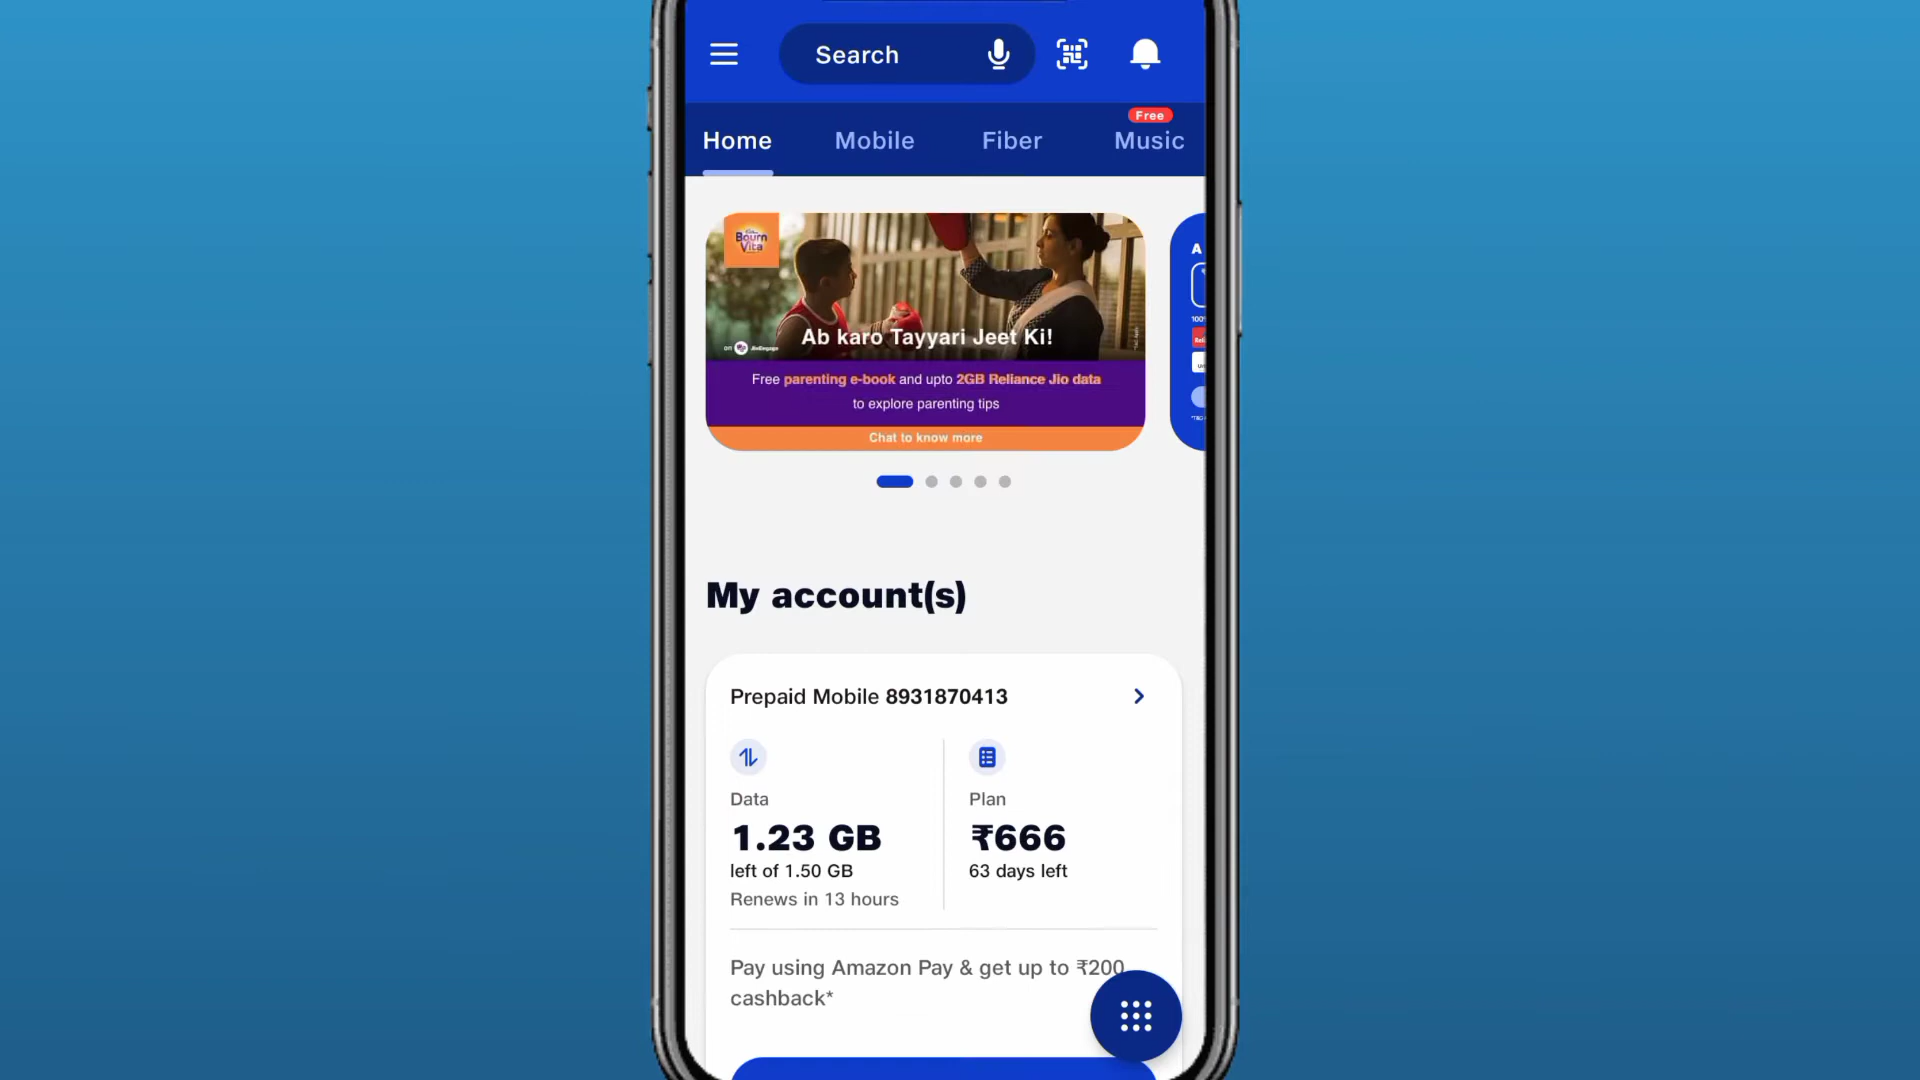 Search
Free
Home Mobile Fiber Music
Bourn
Vita
Ab karo Tayyari Jeet Ki!
Free parenting e-book and upto 2GB Reliance Jio data
to explore parenting tips
Chat to know more
A
100
My account(s)
Prepaid Mobile 8931870413
Data
1.23 GB
left of 1.50 GB
Renews in 13 hours
Plan
₹666
63 days left
Pay using Amazon Pay & get up to ₹200
cashback*